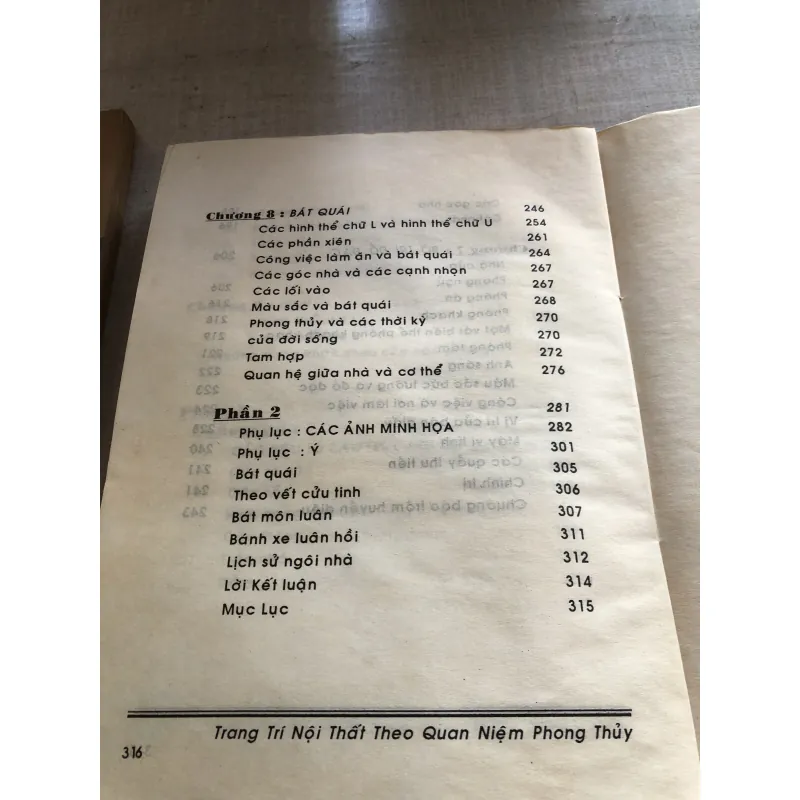 Chương 8 : BÁT QUÁI 246
Các hình thể chữ L và hình thể chữ U 254
Các phần xiên 261
Công việc làm ăn và bát quái 264
Các góc nhà và các cạnh nhọn 267
Các lối vào 267
Màu sắc và bát quái 268
Phong thủy và các thời kỳ 270
của đời sống 270
Tam hợp 272
Quan hệ giữa nhà và cơ thể 276
Phần 2 281
Phụ lục : CÁC ẢNH MINH HỌA 282
Phụ lục : Ý 301
Bát quái 305
Theo vết cửu tinh 306
Bát môn luân 307
Bánh xe luân hồi 311
Lịch sử ngôi nhà 312
Lời Kết luận 314
Mục Lục 315
Trang Trí Nội Thất Theo Quan Niệm Phong Thủy
316